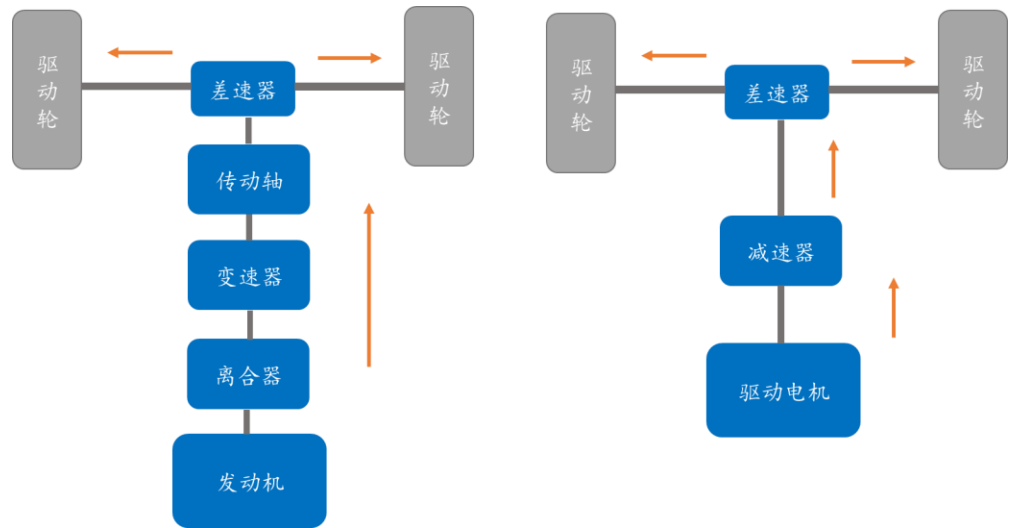 驱动轮
差速器
驱动轮
传动轴
变速器
离合器
发动机
驱动轮
差速器
驱动轮
减速器
驱动电机